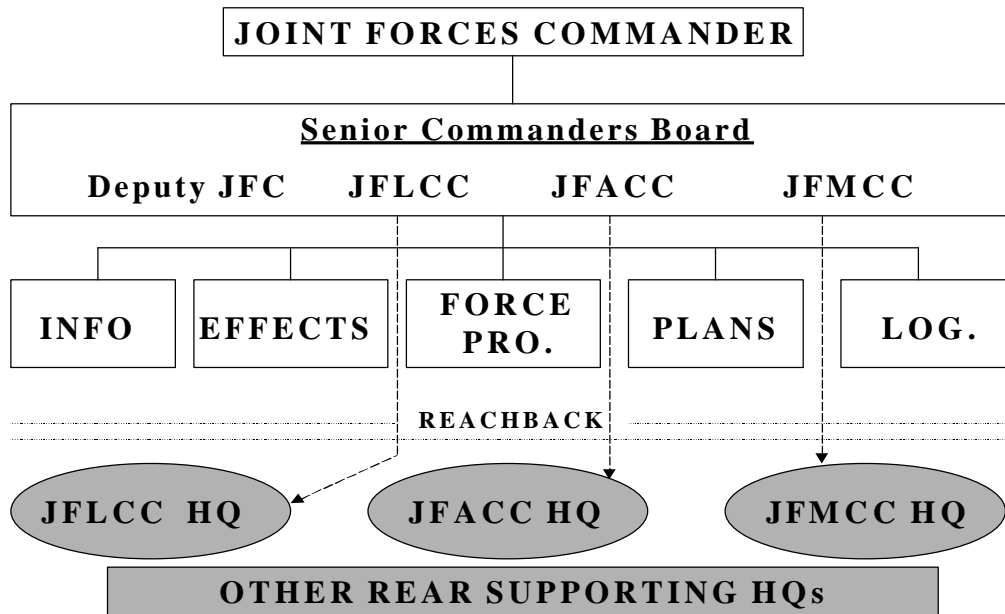 JOINT FORCES COMMANDER
Senior Commanders Board
Deputy JFC JFLCC JFACC JFMCC
INFO
EFFECTS
FORCE
PRO.
PLANS
LOG.
REACHBACK
JFLCC HQ
JFACC HQ
JFMCC HQ
OTHER REAR SUPPORTING HQs